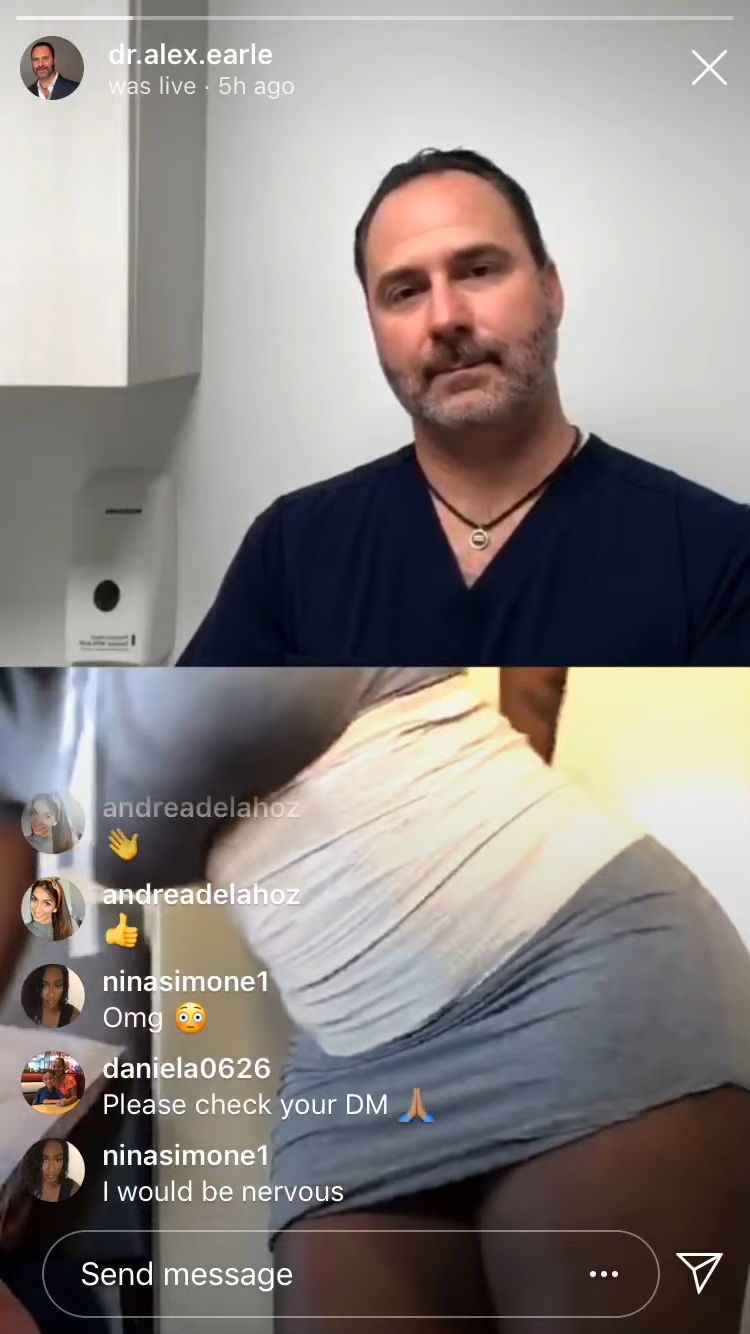 dr.alex.earle
was live · 5h ago
andreadelahoz
👋
andreadelahoz
👍
ninasimone1
Omg 😳
daniela0626
Please check your DM 🙏🏽
ninasimone1
I would be nervous
Send message